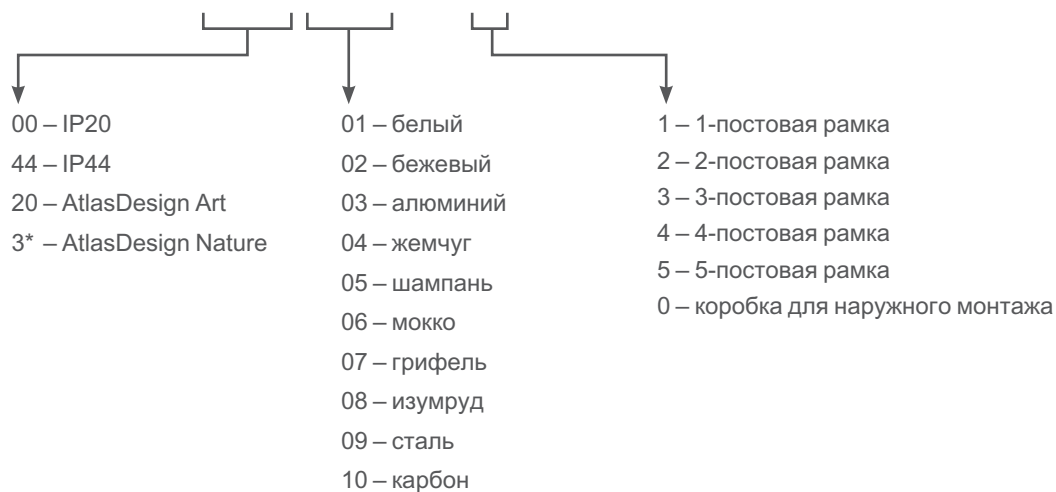 00 – IP20
44 – IP44
20 – AtlasDesign Art
3* – AtlasDesign Nature
01 – белый
02 – бежевый
03 – алюминий
04 – жемчуг
05 – шампань
06 – мокко
07 – грифель
08 – изумруд
09 – сталь
10 – карбон
1 – 1-постовая рамка
2 – 2-постовая рамка
3 – 3-постовая рамка
4 – 4-постовая рамка
5 – 5-постовая рамка
0 – коробка для наружного монтажа